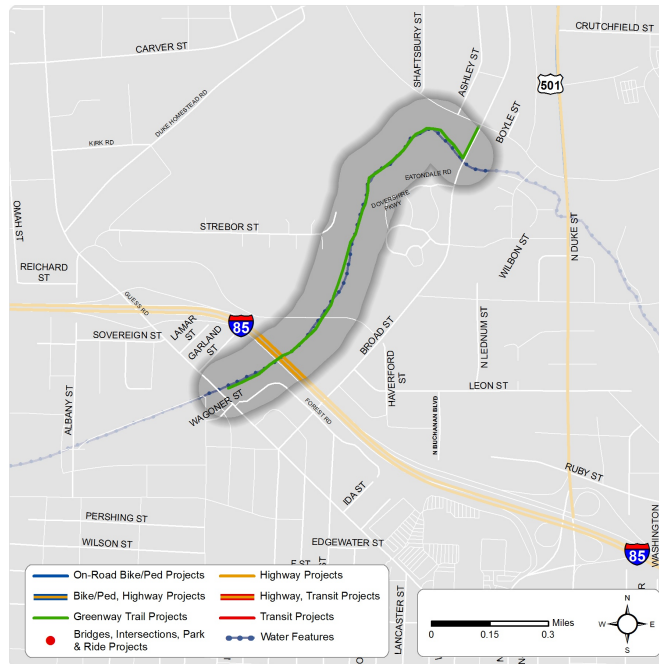 CRUTCHFIELD ST
CARVER ST
SHAFTSBURY ST
ASHLEY ST
501
DUKE HOMESTEAD RD
BOYLE ST
KIRK RD
EATONDALE RD
DOVERSHIRE
PKWY
OMAH ST
STREBOR ST
N DUKE ST
WILBON ST
REICHARD
ST
GUESS RD
85
LAMAR
ST
GARLAND
ST
SOVEREIGN ST
BROAD ST
N LEDNUM ST
HAVERFORD
ST
LEON ST
ALBANY ST
WAGONER ST
FOREST RD
N BUCHANAN BLVD
RUBY ST
IDA ST
PERSHING ST
WILSON ST
EDGEWATER ST
85
WASHINGTON
E ST
ST
LANCASTER ST
R
On-Road Bike/Ped Projects
Highway Projects
Bike/Ped, Highway Projects
Highway, Transit Projects
Greenway Trail Projects
Transit Projects
Bridges, Intersections, Park
& Ride Projects
Water Features
Miles
0
0.15
0.3
N
W
E
S